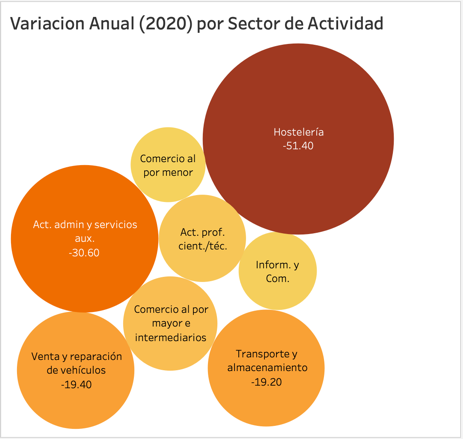 Variacion Anual (2020) por Sector de Actividad
Hostelería
-51.40
Comercio al
por menor
Act. admin y servicios
aux.
-30.60
Act. prof.
cient./téc.
Inform. y
Com.
Comercio al por
mayor e
intermediarios
Venta y reparación
de vehículos
-19.40
Transporte y
almacenamiento
-19.20